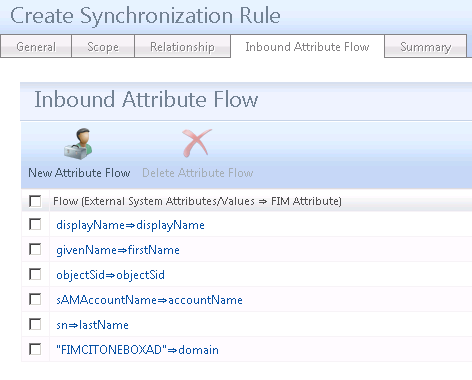 Create Synchronization Rule
General Scope Relationship Inbound Attribute Flow Summary
Inbound Attribute Flow
New Attribute Flow Delete Attribute Flow
Flow (External System Attributes/Values ⇒ FIM Attribute)
displayName⇒displayName
givenName⇒firstName
objectSid⇒objectSid
sAMAccountName⇒accountName
sn⇒lastName
"FIMCITONEBOXAD"⇒domain